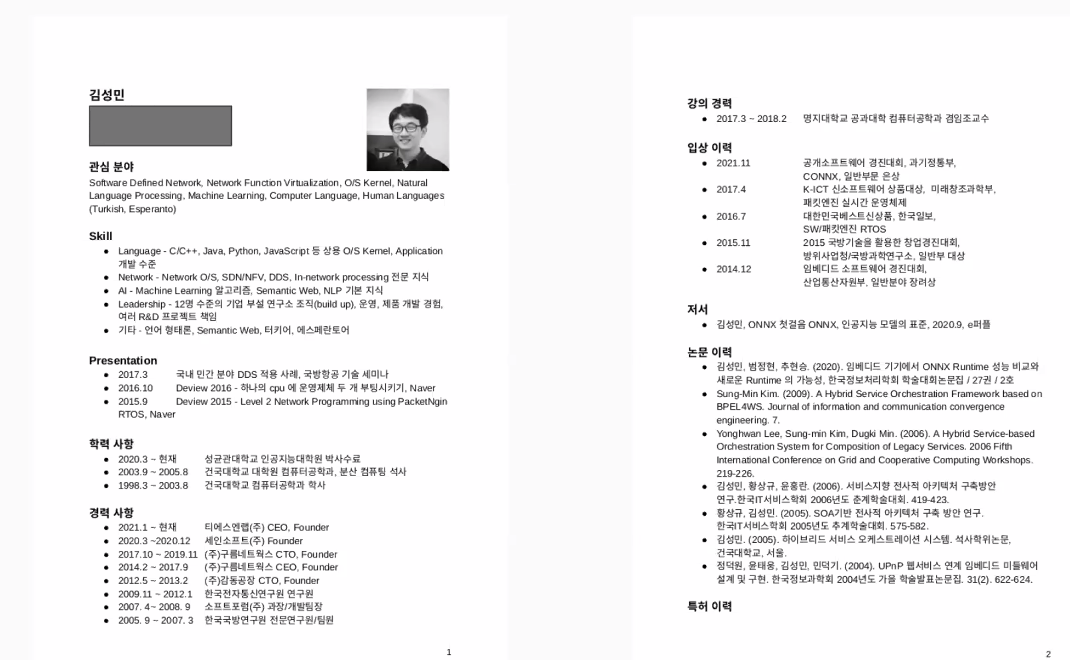 김성민
관심 분야
Software Defined Network, Network Function Virtualization, O/S Kernel, Natural
Language Processing, Machine Learning, Computer Language, Human Languages
(Turkish, Esperanto)
Skill
● Language - C/C++, Java, Python, JavaScript 등 상용 O/S Kernel, Application
개발 수준
● Network - Network O/S, SDN/NFV, DDS, In-network processing 전문 지식
● AI - Machine Learning 알고리즘, Semantic Web, NLP 기본 지식
● Leadership - 12명 수준의 기업 부설 연구소 조직(build up), 운영, 제품 개발 경험,
여러 R&D 프로젝트 책임
● 기타 - 언어 형태론, Semantic Web, 터키어, 에스페란토어
Presentation
● 2017.3 국내 민간 분야 DDS 적용 사례, 국방항공 기술 세미나
● 2016.10 Deview 2016 - 하나의 cpu 에 운영체제 두 개 부팅시키기, Naver
● 2015.9 Deview 2015 - Level 2 Network Programming using PacketNgin
RTOS, Naver
학력 사항
● 2020.3 ~ 현재 성균관대학교 인공지능대학원 박사수료
● 2003.9 ~ 2005.8 건국대학교 대학원 컴퓨터공학과, 분산 컴퓨팅 석사
● 1998.3 ~ 2003.8 건국대학교 컴퓨터공학과 학사
경력 사항
● 2021.1 ~ 현재 티에스엔랩(주) CEO, Founder
● 2020.3 ~2020.12 세인소프트(주) Founder
● 2017.10 ~ 2019.11 (주)구름네트웍스 CTO, Founder
● 2014.2 ~ 2017.9 (주)구름네트웍스 CEO, Founder
● 2012.5 ~ 2013.2 (주)감동공장 CTO, Founder
● 2009.11 ~ 2012.1 한국전자통신연구원 연구원
● 2007. 4~ 2008. 9 소프트포럼(주) 과장/개발팀장
● 2005. 9 ~ 2007. 3 한국국방연구원 전문연구원/팀원
1
강의 경력
● 2017.3 ~ 2018.2 명지대학교 공과대학 컴퓨터공학과 겸임조교수
입상 이력
● 2021.11 공개소프트웨어 경진대회, 과기정통부,
CONNX, 일반부문 은상
● 2017.4 K-ICT 신소프트웨어 상품대상, 미래창조과학부,
패킷엔진 실시간 운영체제
● 2016.7 대한민국베스트신상품, 한국일보,
SW/패킷엔진 RTOS
● 2015.11 2015 국방기술을 활용한 창업경진대회,
방위사업청/국방과학연구소, 일반부 대상
● 2014.12 임베디드 소프트웨어 경진대회,
산업통산자원부, 일반분야 장려상
저서
● 김성민, ONNX 첫걸음 ONNX, 인공지능 모델의 표준, 2020.9, e퍼플
논문 이력
● 김성민, 범정현, 추현승. (2020). 임베디드 기기에서 ONNX Runtime 성능 비교와
새로운 Runtime 의 가능성, 한국정보처리학회 학술대회논문집 / 27권 / 2호
● Sung-Min Kim. (2009). A Hybrid Service Orchestration Framework based on
BPEL4WS. Journal of information and communication convergence
engineering. 7.
● Yonghwan Lee, Sung-min Kim, Dugki Min. (2006). A Hybrid Service-based
Orchestration System for Composition of Legacy Services. 2006 Fifth
International Conference on Grid and Cooperative Computing Workshops.
219-226.
● 김성민, 황상규, 윤홍란. (2006). 서비스지향 전사적 아키텍처 구축방안
연구.한국IT서비스학회 2006년도 춘계학술대회. 419-423.
● 황상규, 김성민. (2005). SOA기반 전사적 아키텍처 구축 방안 연구.
한국IT서비스학회 2005년도 추계학술대회. 575-582.
● 김성민. (2005). 하이브리드 서비스 오케스트레이션 시스템. 석사학위논문,
건국대학교, 서울.
● 정덕원, 윤태웅, 김성민, 민덕기. (2004). UPnP 웹서비스 연계 임베디드 미들웨어
설계 및 구현. 한국정보과학회 2004년도 가을 학술발표논문집. 31(2). 622-624.
특허 이력
2